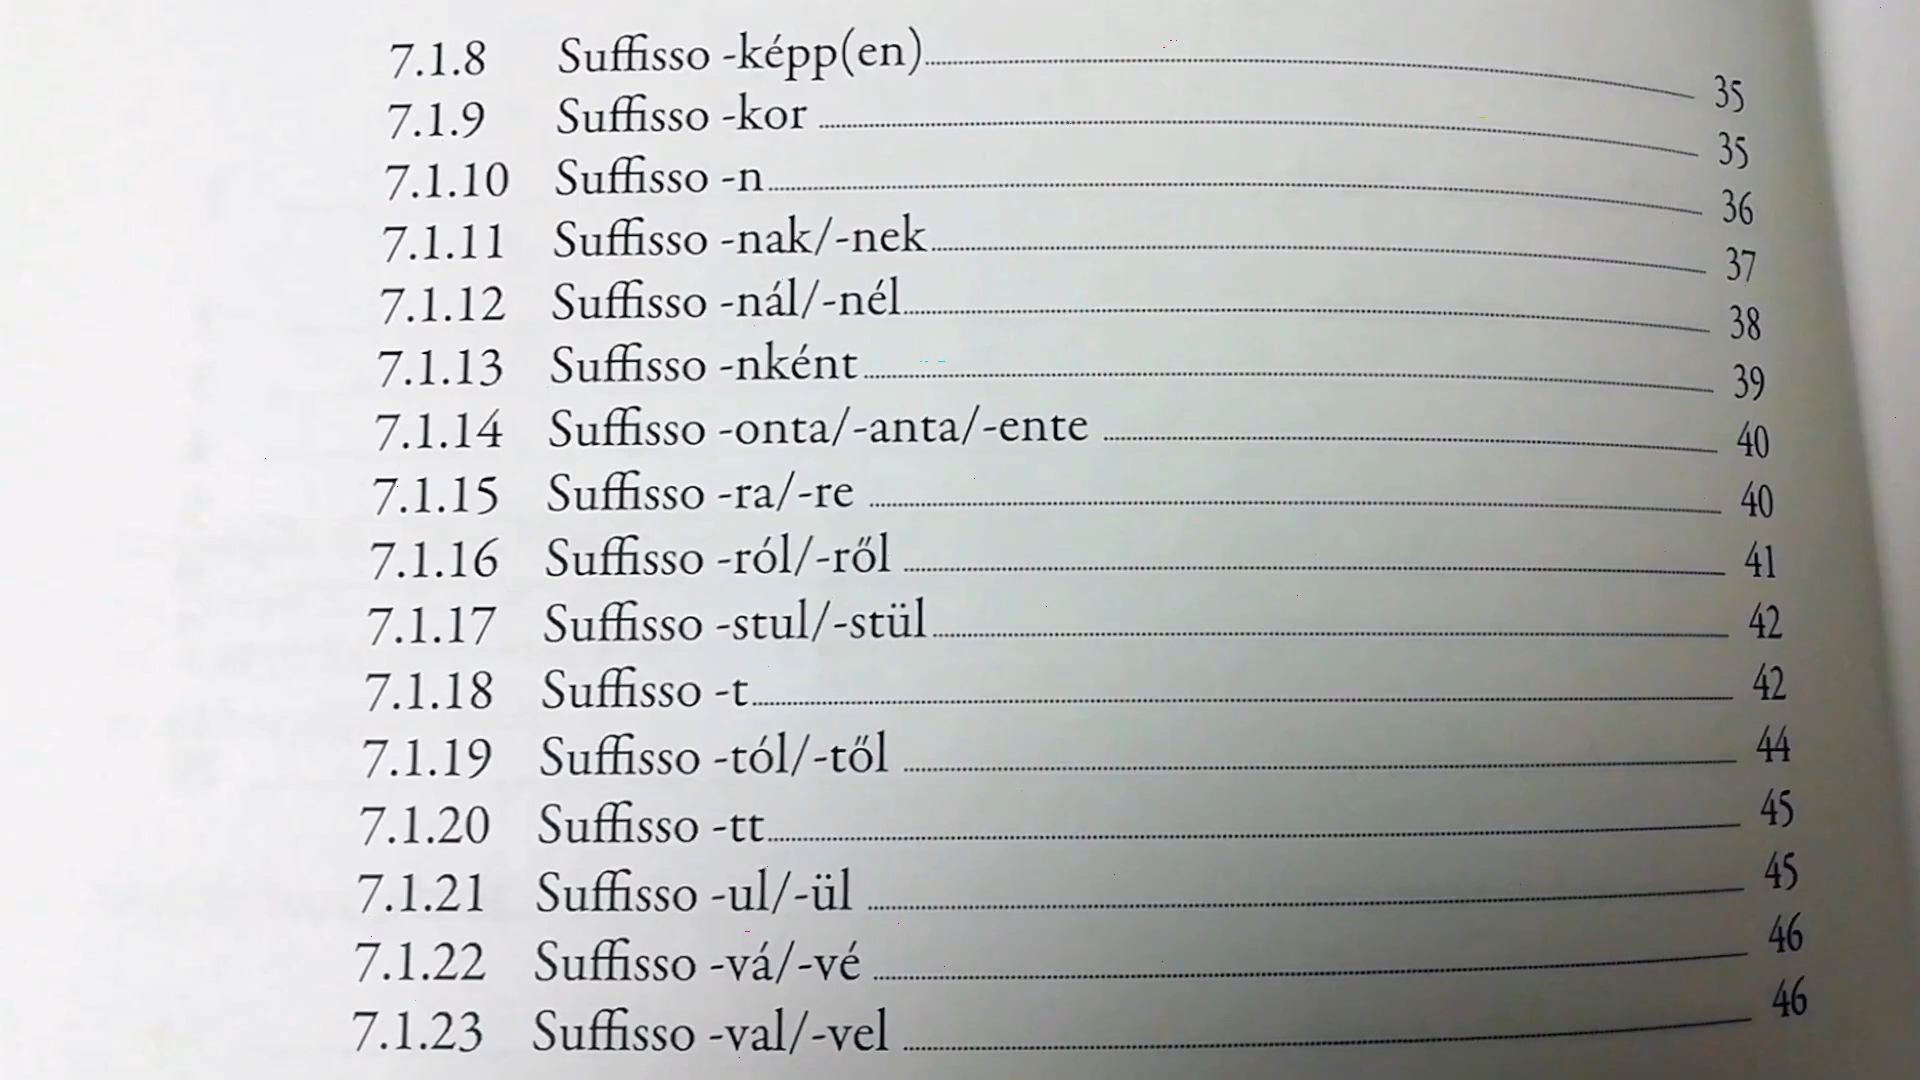 7.1.8 Suffisso -képp(en) 35
7.1.9 Suffisso -kor 35
7.1.10 Suffisso -n 36
7.1.11 Suffisso -nak/-nek 37
7.1.12 Suffisso -nál/-nél 38
7.1.13 Suffisso -nként 39
7.1.14 Suffisso -onta/-anta/-ente 40
7.1.15 Suffisso -ra/-re 40
7.1.16 Suffisso -ról/-ről 41
7.1.17 Suffisso -stul/-stül 42
7.1.18 Suffisso -t 42
7.1.19 Suffisso -tól/-től 44
7.1.20 Suffisso -tt 45
7.1.21 Suffisso -ul/-ül 45
7.1.22 Suffisso -vá/-vé 46
7.1.23 Suffisso -val/-vel 46